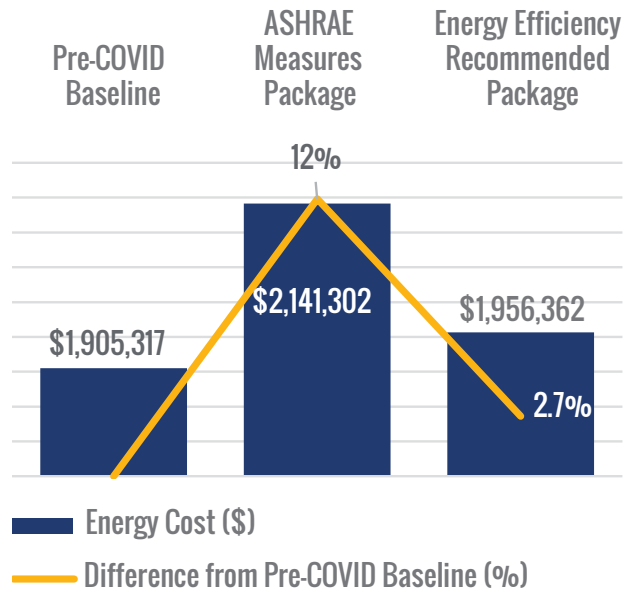 Pre-COVID
Baseline
ASHRAE
Measures
Package
Energy Efficiency
Recommended
Package
12%
$2,141,302
$1,956,362
$1,905,317
2.7%
Energy Cost ($)
Difference from Pre-COVID Baseline (%)